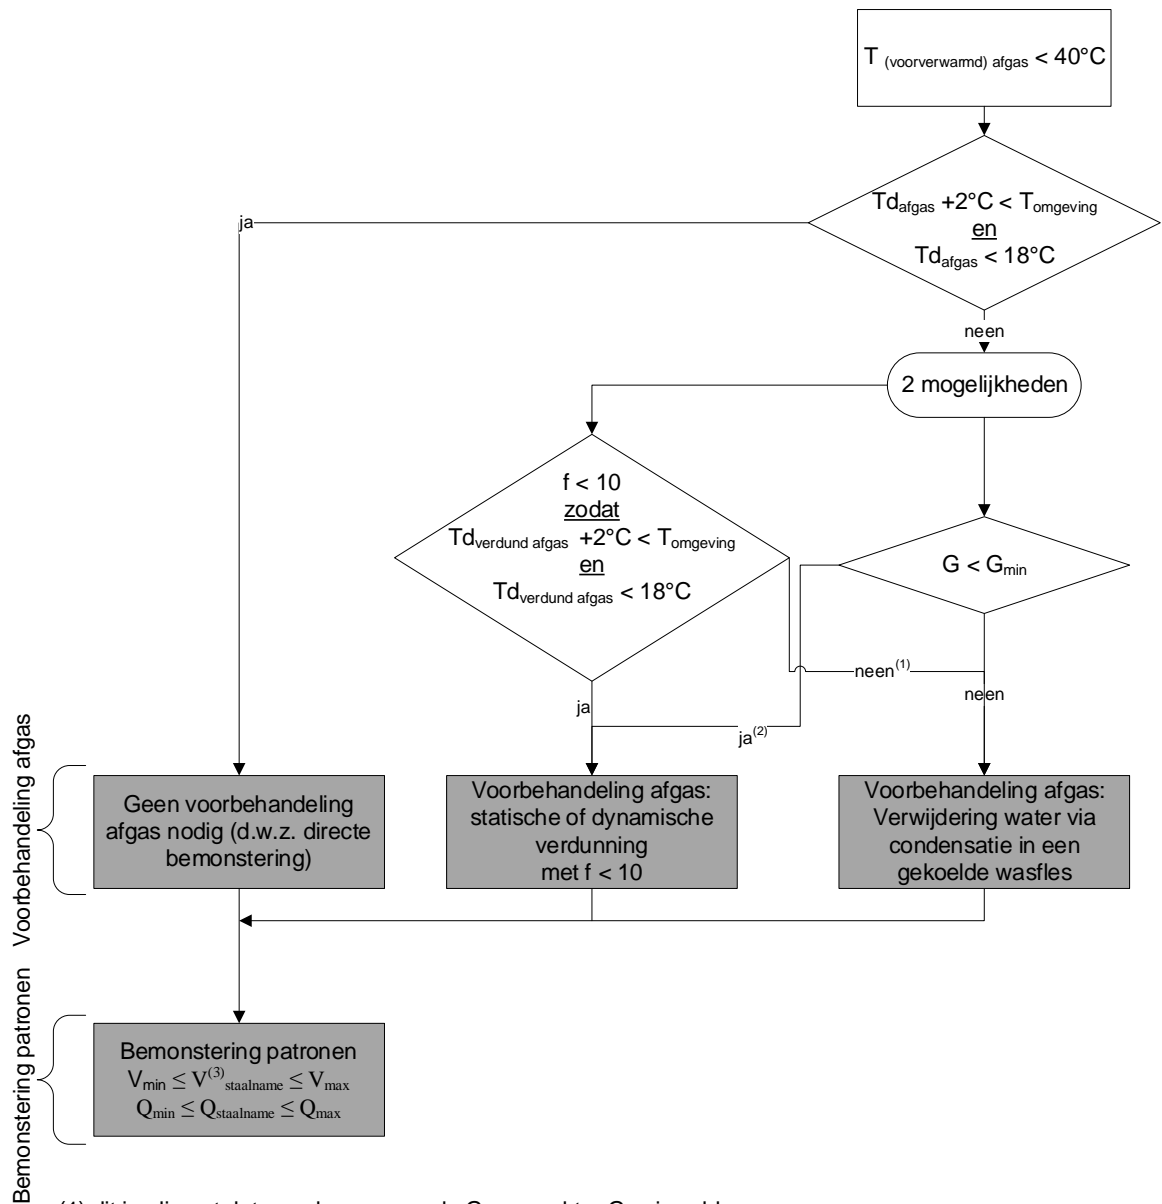 T (voorverwarmd) afgas < 40°C
Td afgas +2°C < T omgeving
en
Td afgas < 18°C
ja
neen
2 mogelijkheden
f < 10
zodat
Td verdund afgas +2°C < T omgeving
en
Td verdund afgas < 18°C
G < G min
neen(1)
neen
ja
ja(2)
Voorbehandeling afgas
Geen voorbehandeling
afgas nodig (d.w.z. directe
bemonstering)
Voorbehandeling afgas:
statische of dynamische
verdunning
met f < 10
Voorbehandeling afgas:
Verwijdering water via
condensatie in een
gekoelde wasfles
Bemonstering patronen
Bemonstering patronen
V min ≤ V(3) staalname ≤ V max
Q min ≤ Q staalname ≤ Q max